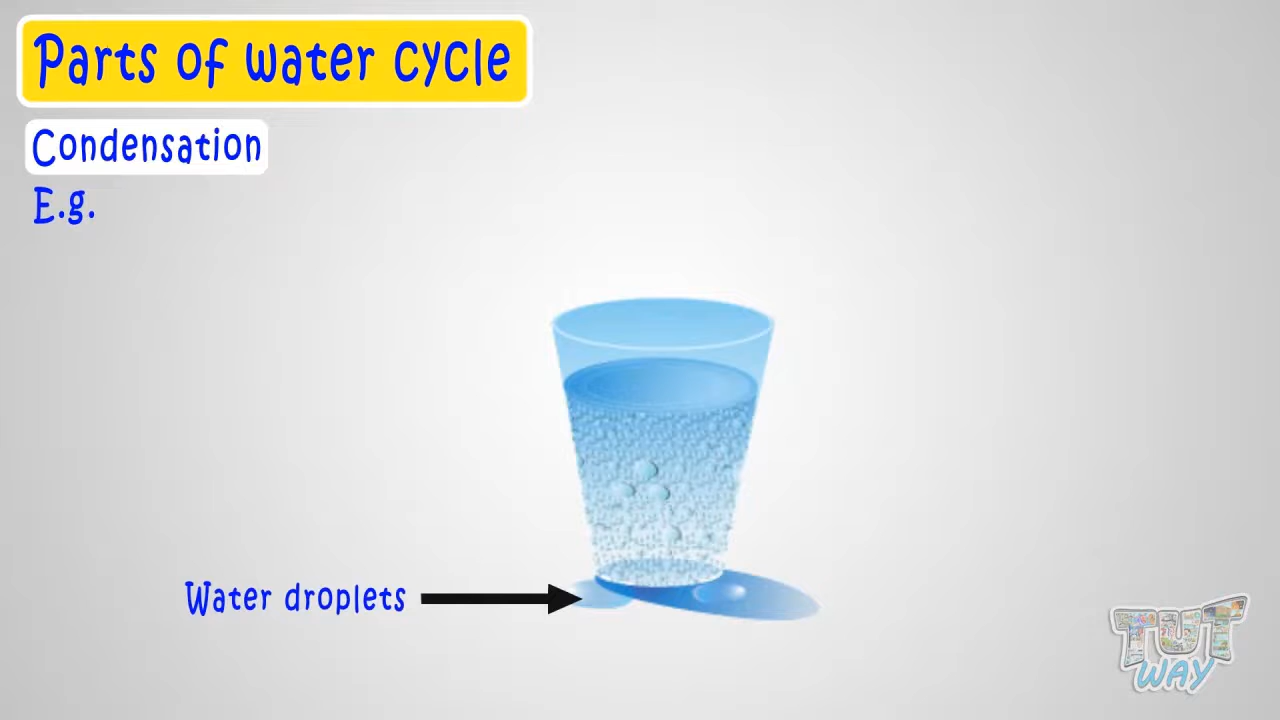 Parts of water cycle
Condensation
E.g.
Water droplets
TUT
WAY